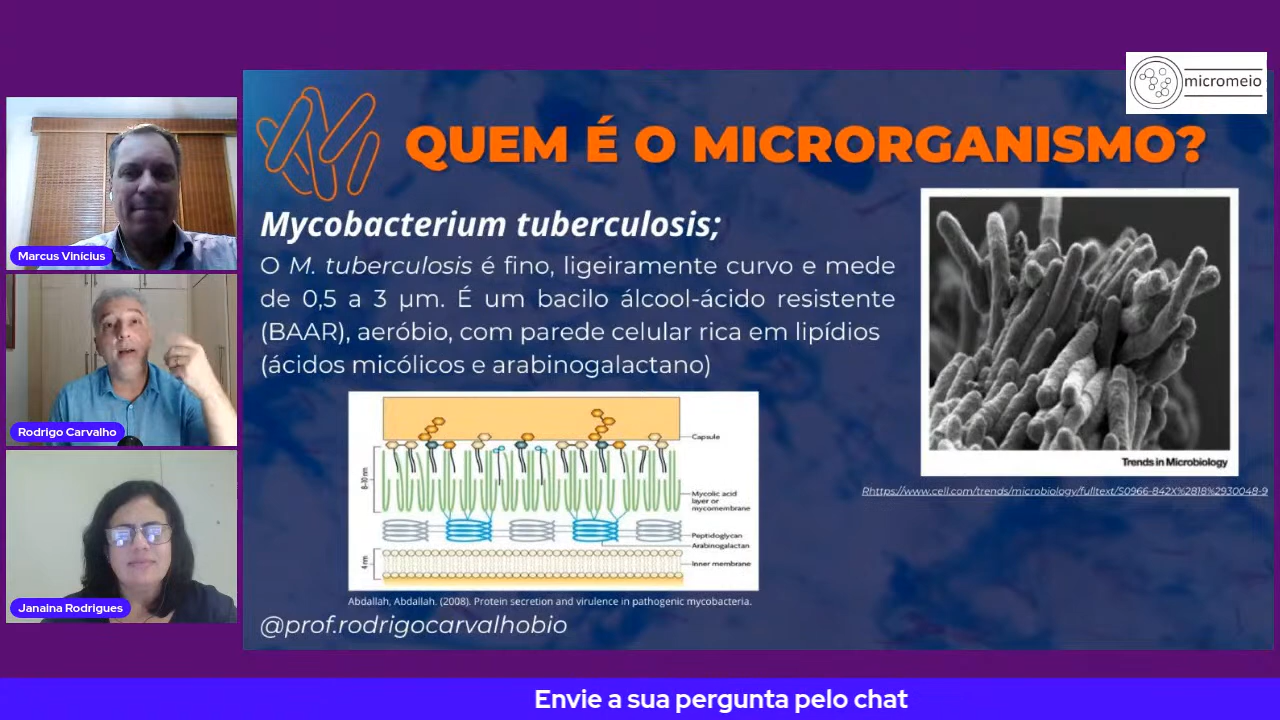 micromeio
QUEM É O MICRORGANISMO?
Mycobacterium tuberculosis;
O M. tuberculosis é fino, ligeiramente curvo e mede
de 0,5 a 3 µm. É um bacilo álcool-ácido resistente
(BAAR), aeróbio, com parede celular rica em lipídios
(ácidos micólicos e arabinogalactano)
Marcus Vinícius
Rodrigo Carvalho
Janaina Rodrigues
8-10 nm
4 nm
Capsule
Mycolic acid
layer or
mycomembrane
Peptidoglycan
Arabinogalactan
Inner membrane
Abdallah, Abdallah. (2008). Protein secretion and virulence in pathogenic mycobacteria.
Trends in Microbiology
Rhttps://www.cell.com/trends/microbiology/fulltext/S0966-842X%2818%2930048-9
@prof.rodrigocarvalhobio
Envie a sua pergunta pelo chat